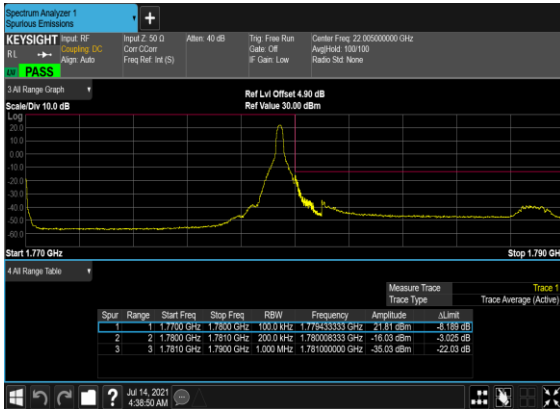 Spectrum Analyzer 1
Spurious Emissions
+
KEYSIGHT Input: RF Input Z: 50 Ω Atten: 40 dB Trig: Free Run Center Freq: 22.005000000 GHz
RL Coupling: DC Corr CCorr Gate: Off Avg|Hold: 100/100
Align: Auto Freq Ref: Int (S) IF Gain: Low Radio Std: None
PASS
3 All Range Graph
Ref Lvl Offset 4.90 dB
Scale/Div 10.0 dB Ref Value 30.00 dBm
Log
20.0
10.0
0.00
-10.0
-20.0
-30.0
-40.0
-50.0
-60.0
Start 1.770 GHz Stop 1.790 GH
4 All Range Table
Measure Trace Trace 1
Trace Type Trace Average (Active)
Spur Range Start Freq Stop Freq RBW Frequency Amplitude ΔLimit
1 1 1.7700 GHz 1.7800 GHz 100.0 kHz 1.779433333 GHz 21.81 dBm -8.189 dB
2 2 1.7800 GHz 1.7810 GHz 200.0 kHz 1.780008333 GHz -16.03 dBm -3.025 dB
3 3 1.7810 GHz 1.7900 GHz 1.000 MHz 1.781000000 GHz -35.03 dBm -22.03 dB
?
Jul 14, 2021
4:38:50 AM